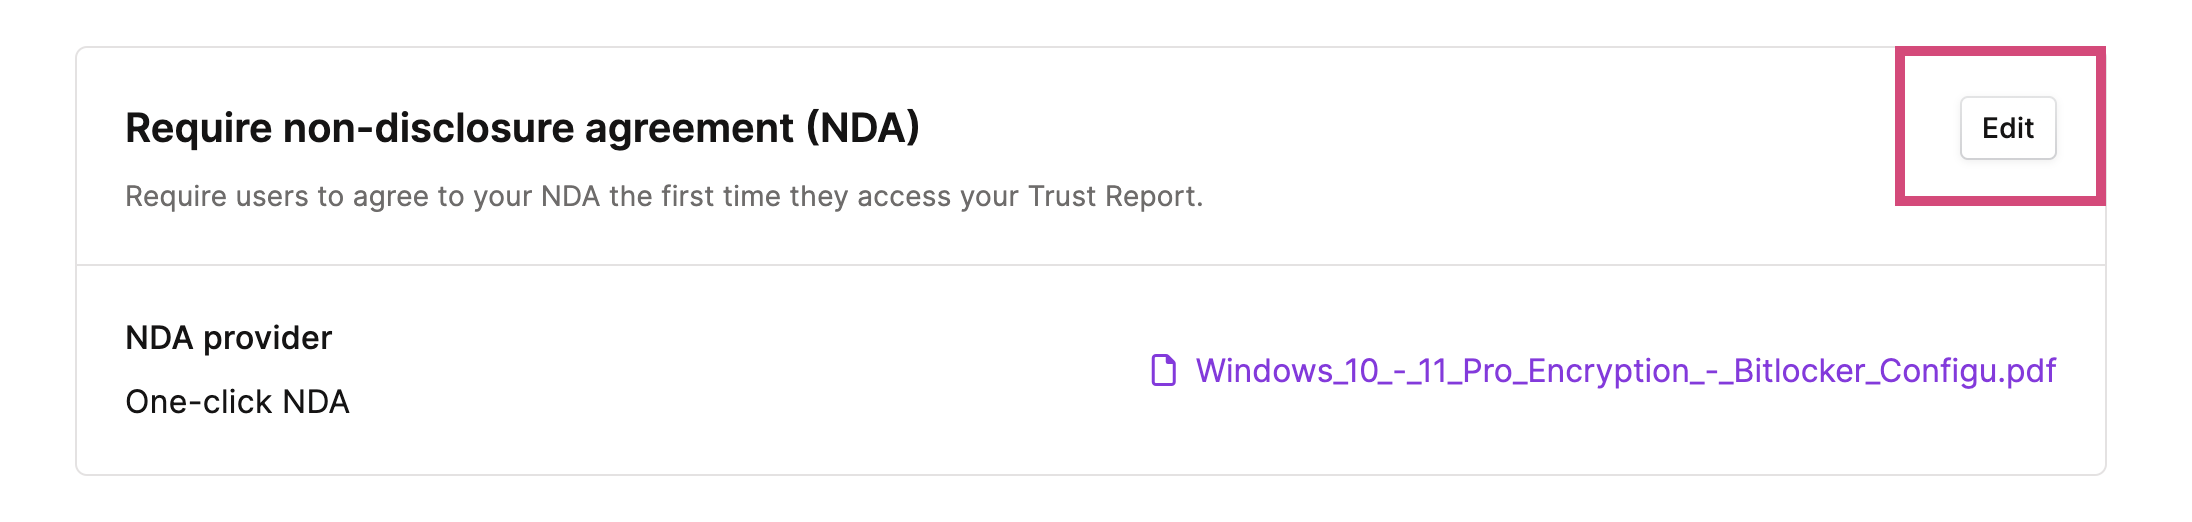 Require non-disclosure agreement (NDA)
Edit
Require users to agree to your NDA the first time they access your Trust Report.
NDA provider
Windows_10_-_11_Pro_Encryption_-_Bitlocker_Configu.pdf
One-click NDA